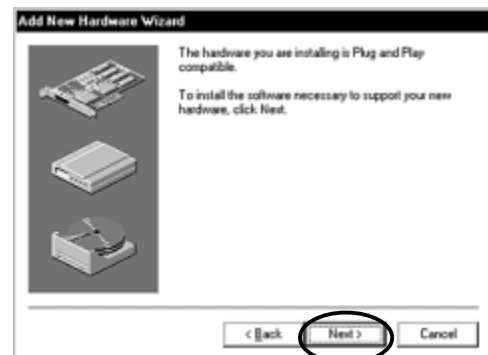 Add New Hardware Wizard
The hardware you are installing is Plug and Play
compatible.
To install the software necessary to support your new
hardware, click Next.
< Back
Next >
Cancel